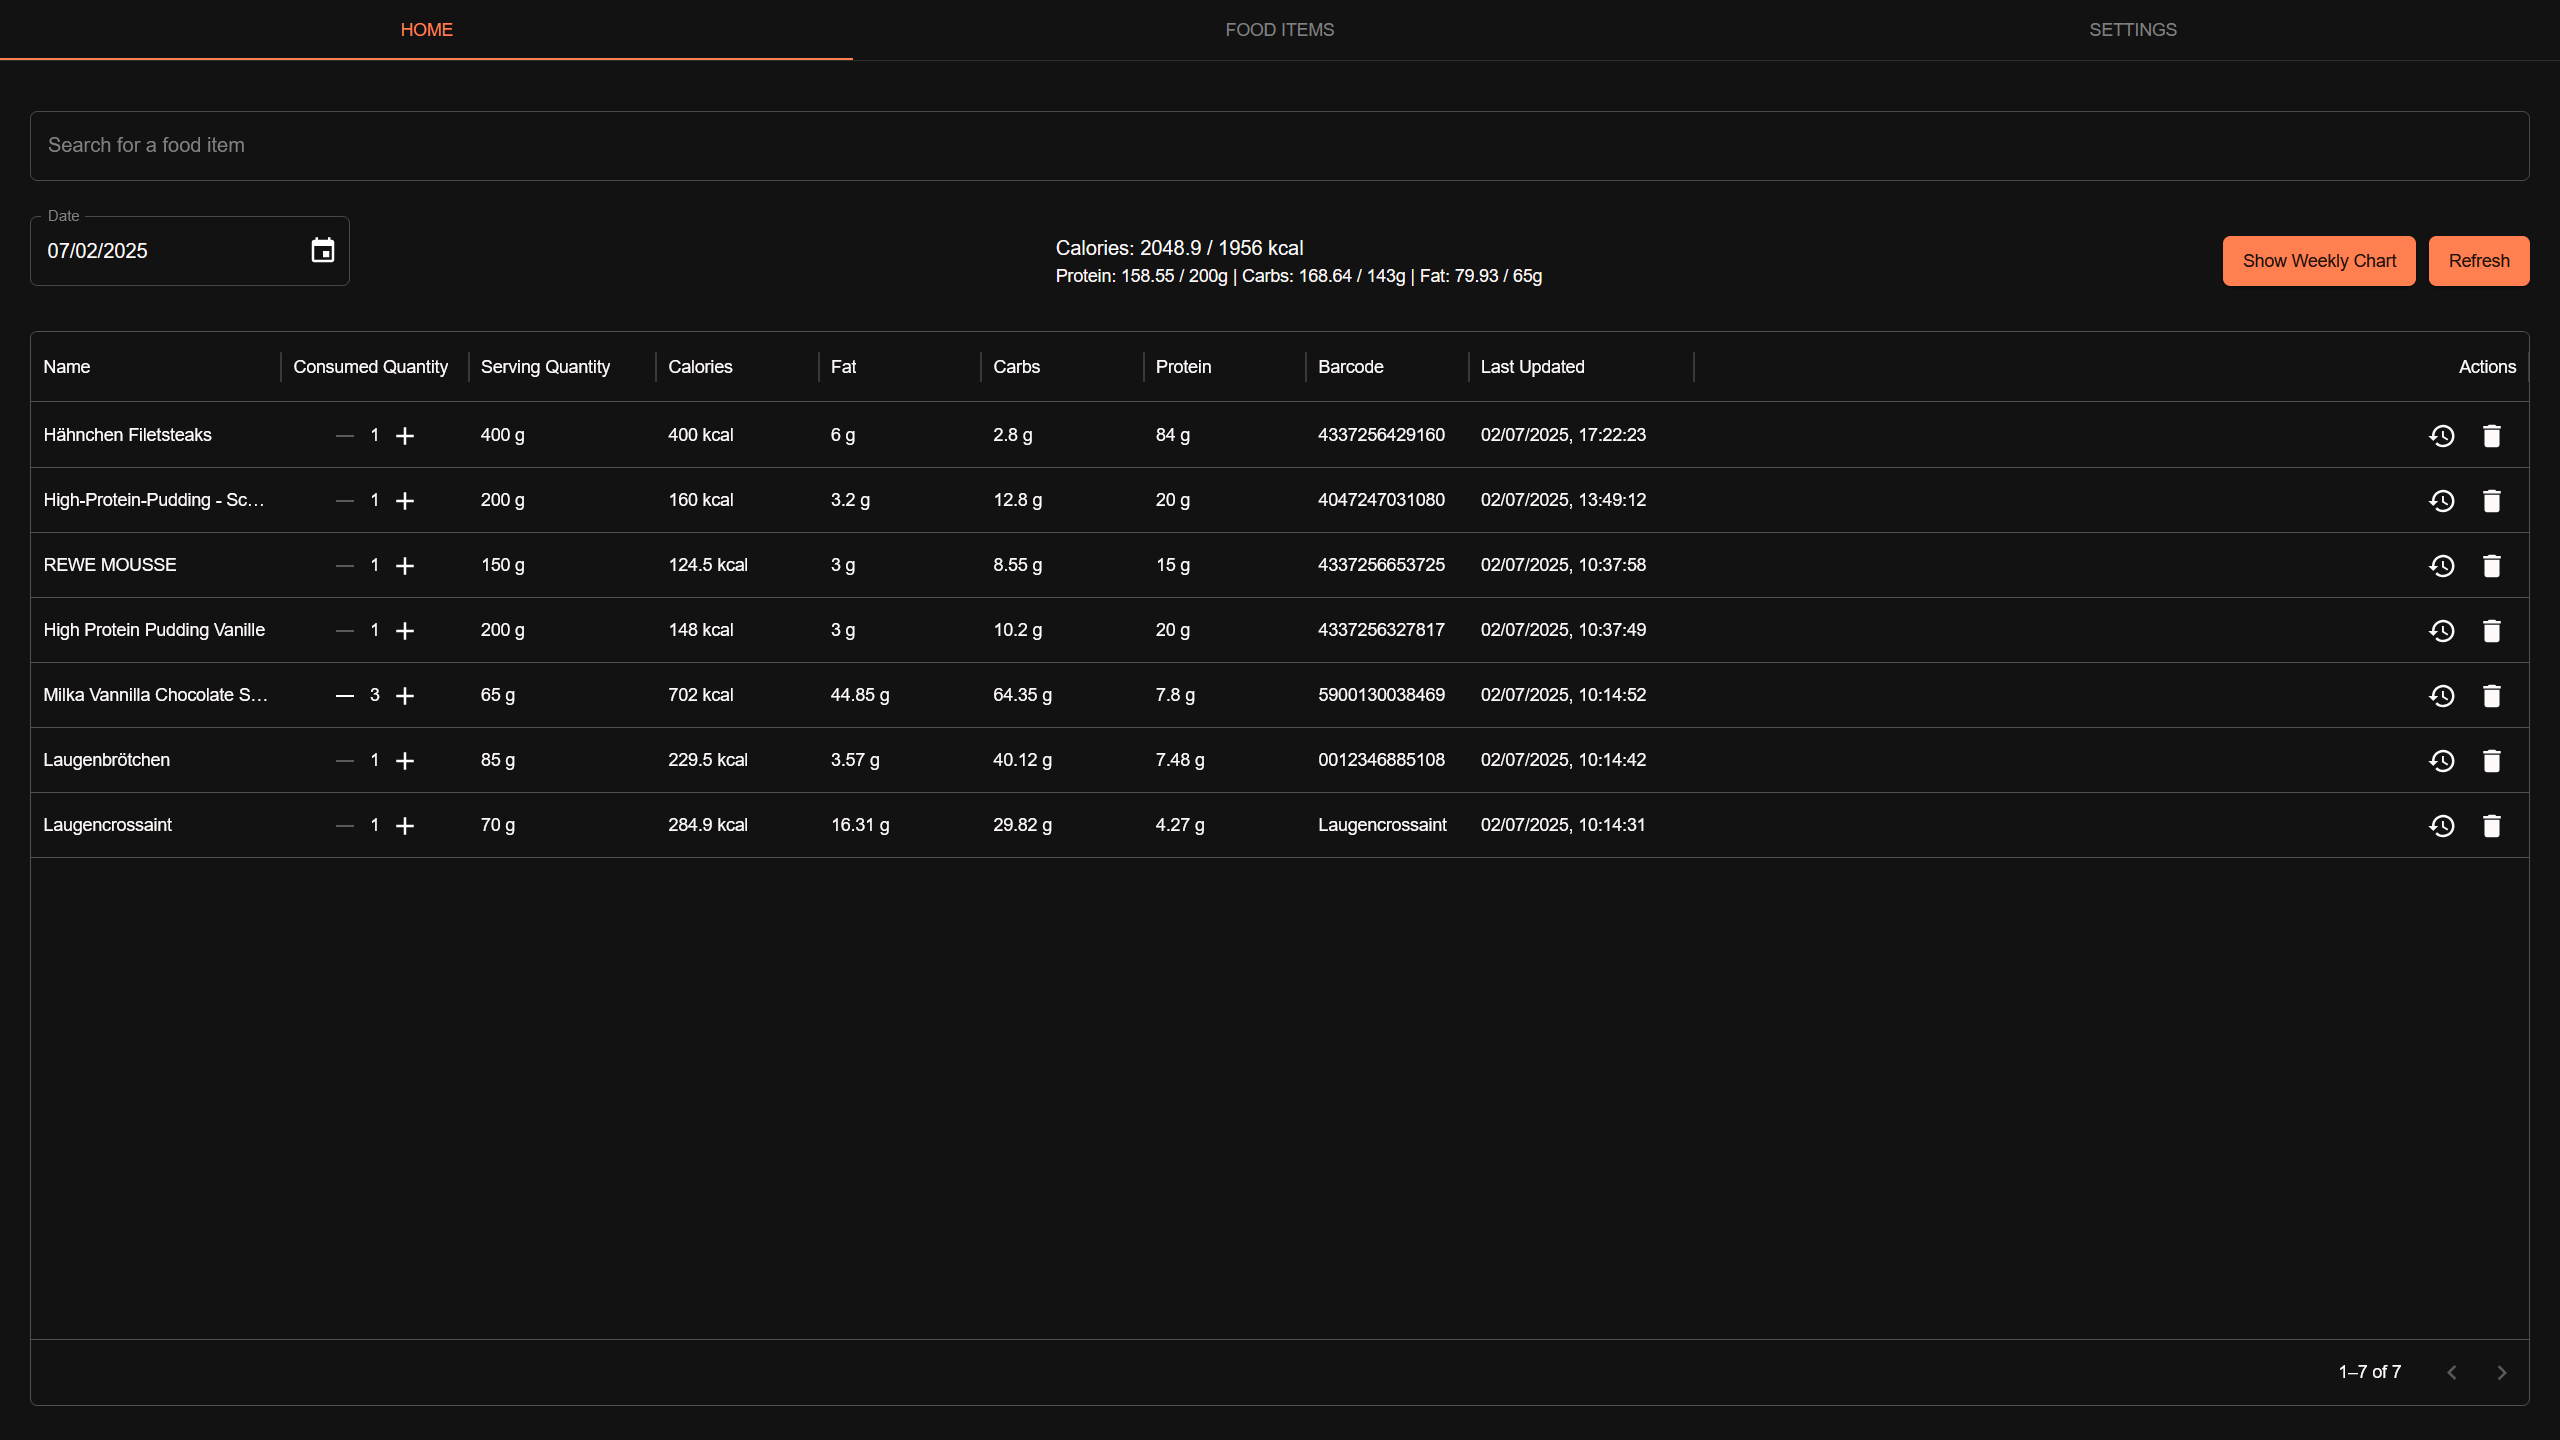 HOME FOOD ITEMS SETTINGS
Search for a food item
Date
07/02/2025
Calories: 2048.9 / 1956 kcal
Protein: 158.55 / 200g | Carbs: 168.64 / 143g | Fat: 79.93 / 65g
Show Weekly Chart Refresh
Name Consumed Quantity Serving Quantity Calories Fat Carbs Protein Barcode Last Updated Actions
Hähnchen Filetsteaks 1 400 g 400 kcal 6 g 2.8 g 84 g 4337256429160 02/07/2025, 17:22:23
High-Protein-Pudding - Sc... 1 200 g 160 kcal 3.2 g 12.8 g 20 g 4047247031080 02/07/2025, 13:49:12
REWE MOUSSE 1 150 g 124.5 kcal 3 g 8.55 g 15 g 4337256653725 02/07/2025, 10:37:58
High Protein Pudding Vanille 1 200 g 148 kcal 3 g 10.2 g 20 g 4337256327817 02/07/2025, 10:37:49
Milka Vannilla Chocolate S... 3 65 g 702 kcal 44.85 g 64.35 g 7.8 g 5900130038469 02/07/2025, 10:14:52
Laugenbrötchen 1 85 g 229.5 kcal 3.57 g 40.12 g 7.48 g 0012346885108 02/07/2025, 10:14:42
Laugencrossaint 1 70 g 284.9 kcal 16.31 g 29.82 g 4.27 g Laugencrossaint 02/07/2025, 10:14:31
1–7 of 7